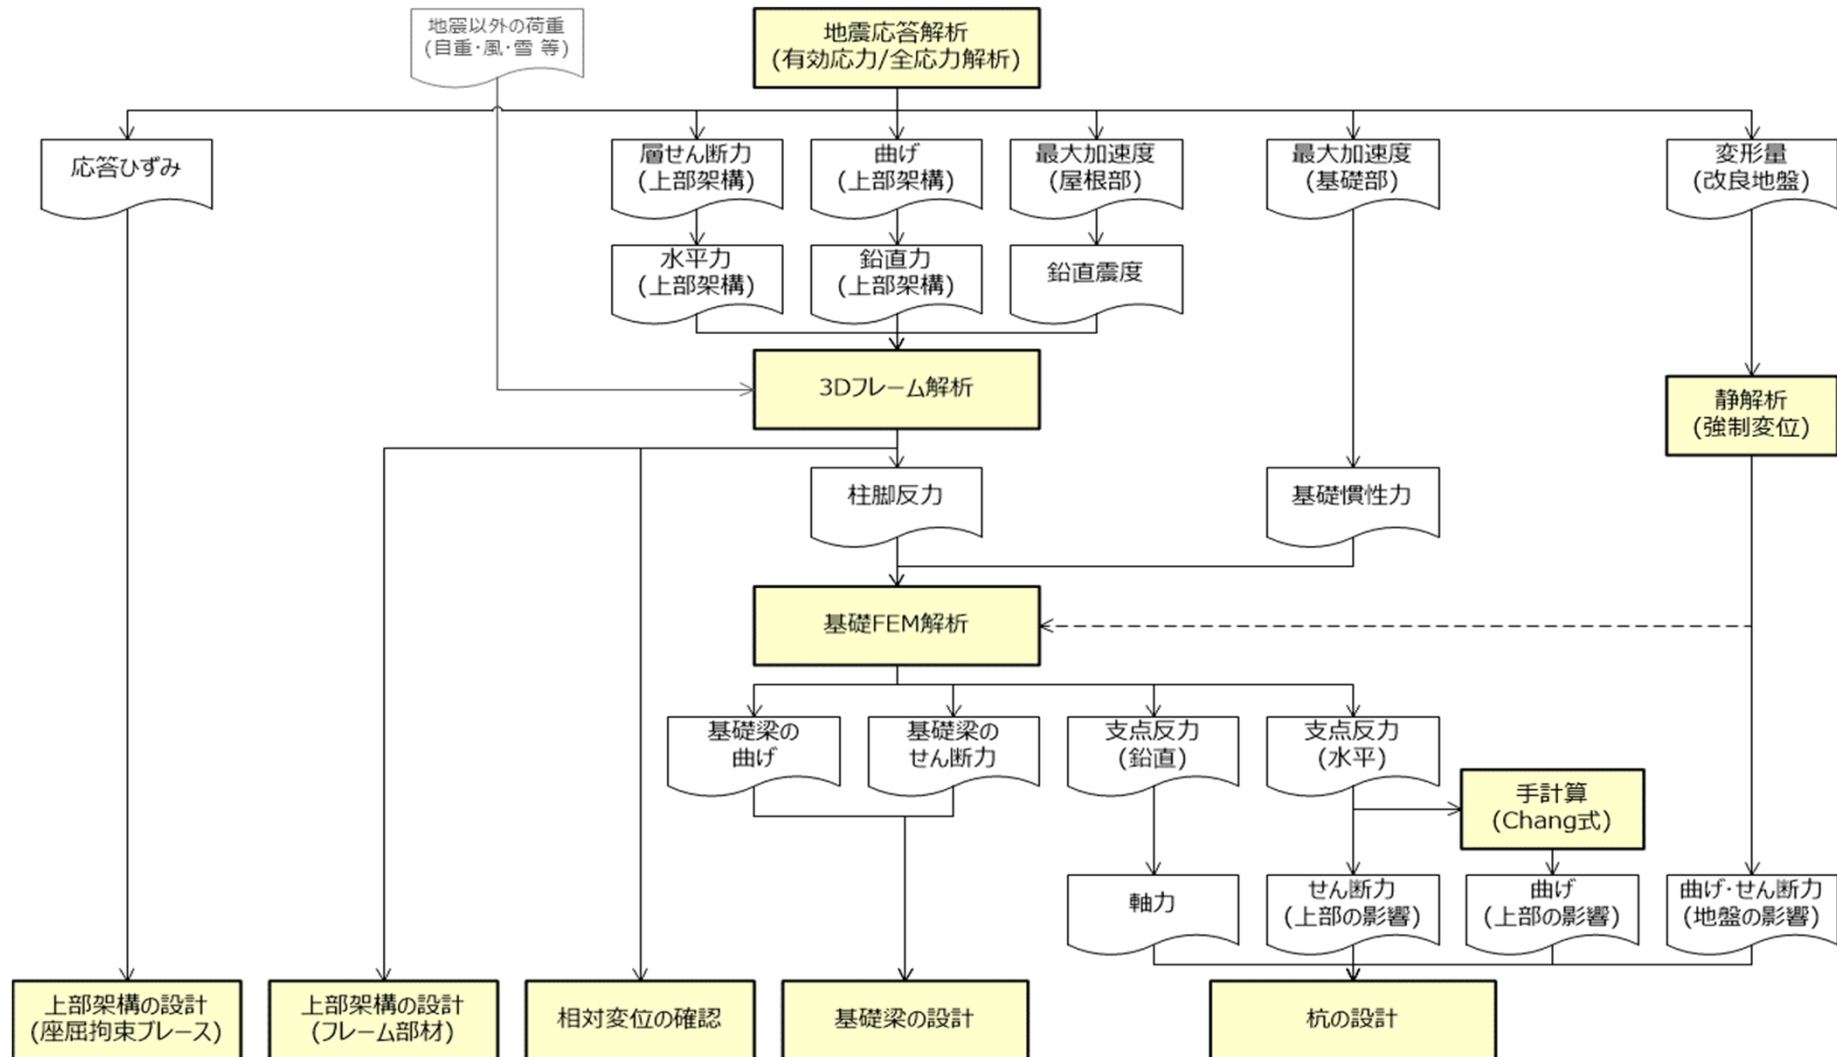 地震以外の荷重
(自重・風・雪 等)
地震応答解析
(有効応力/全応力解析)
応答ひずみ
層せん断力
(上部架構)
曲げ
(上部架構)
最大加速度
(屋根部)
最大加速度
(基礎部)
変形量
(改良地盤)
水平力
(上部架構)
鉛直力
(上部架構)
鉛直震度
3Dフレーム解析
静解析
(強制変位)
柱脚反力
基礎慣性力
基礎FEM解析
基礎梁の
曲げ
基礎梁の
せん断力
支点反力
(鉛直)
支点反力
(水平)
手計算
(Chang式)
軸力
せん断力
(上部の影響)
曲げ
(上部の影響)
曲げ・せん断力
(地盤の影響)
上部架構の設計
(座屈拘束ブレース)
上部架構の設計
(フレーム部材)
相対変位の確認
基礎梁の設計
杭の設計